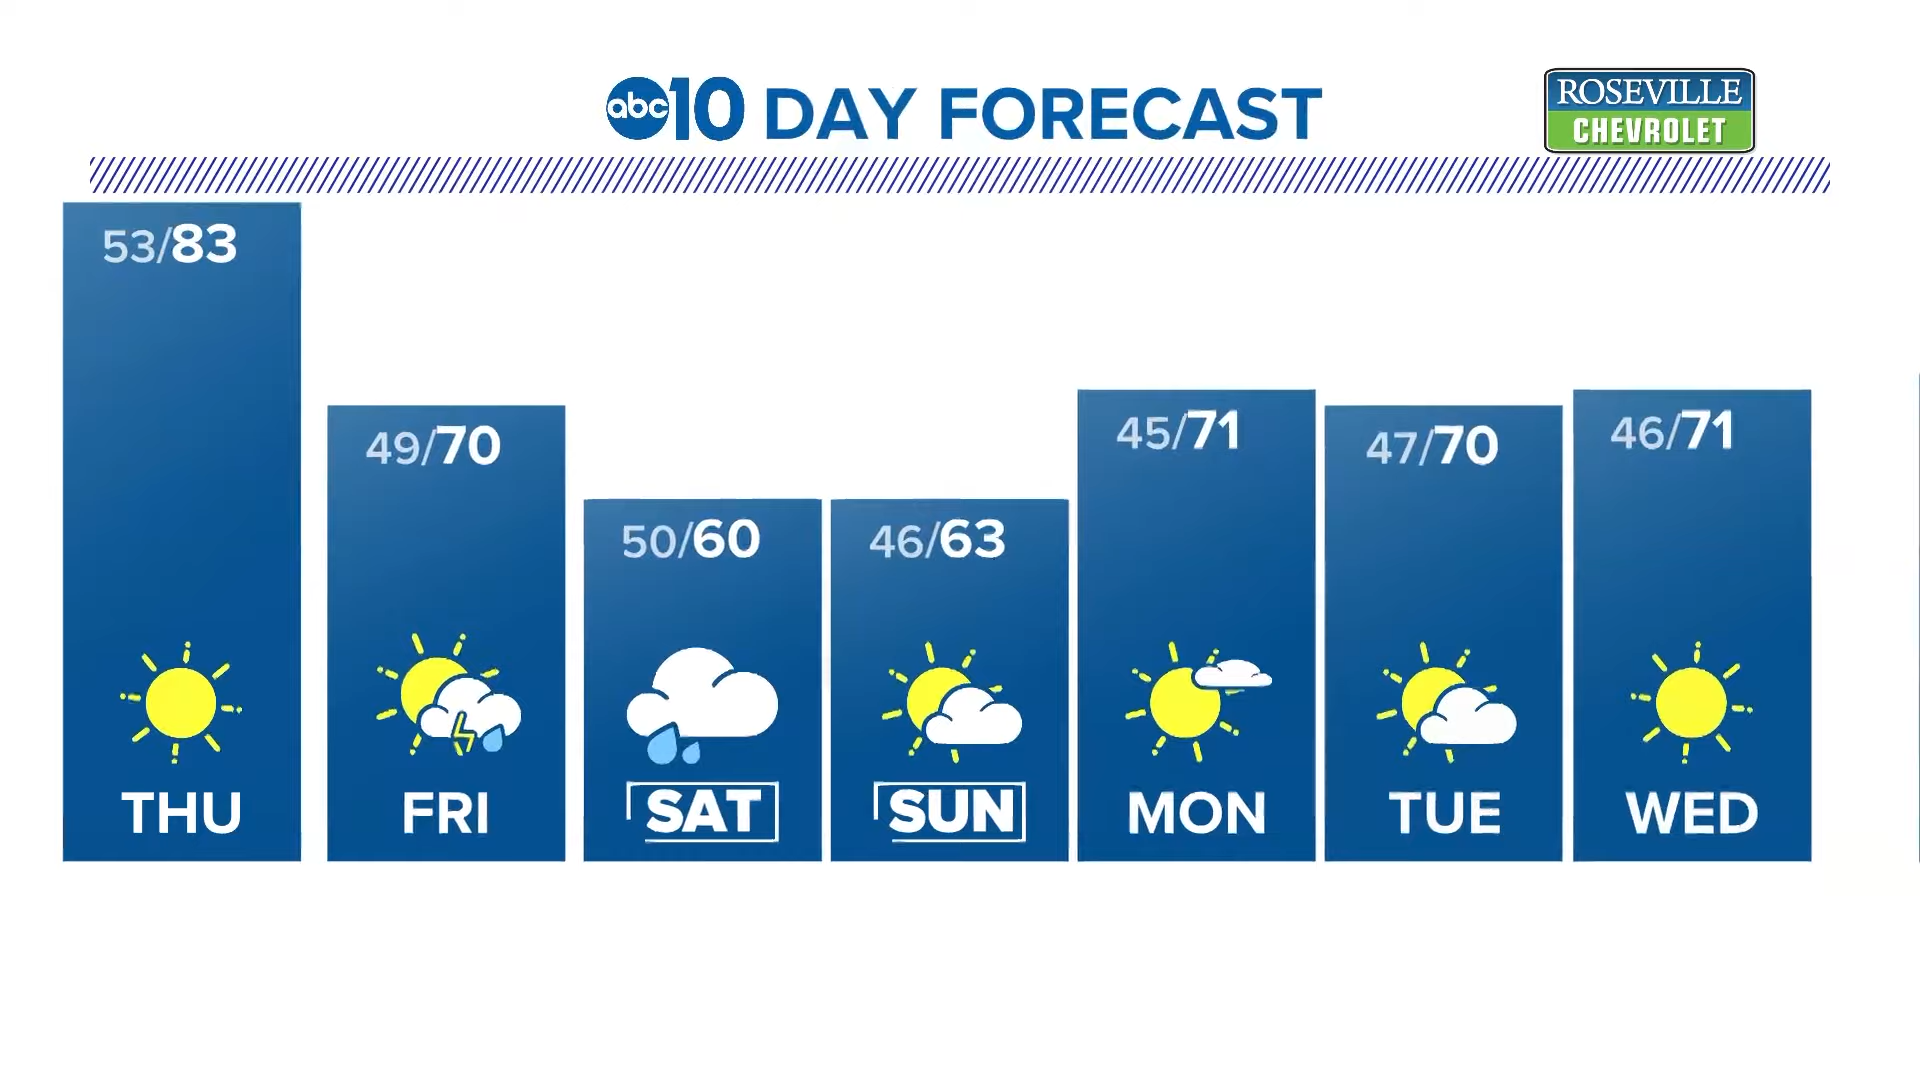 abc10 DAY FORECAST
ROSEVILLE
CHEVROLET
53/83
49/70
50/60
46/63
45/71
47/70
46/71
THU
FRI
SAT
SUN
MON
TUE
WED